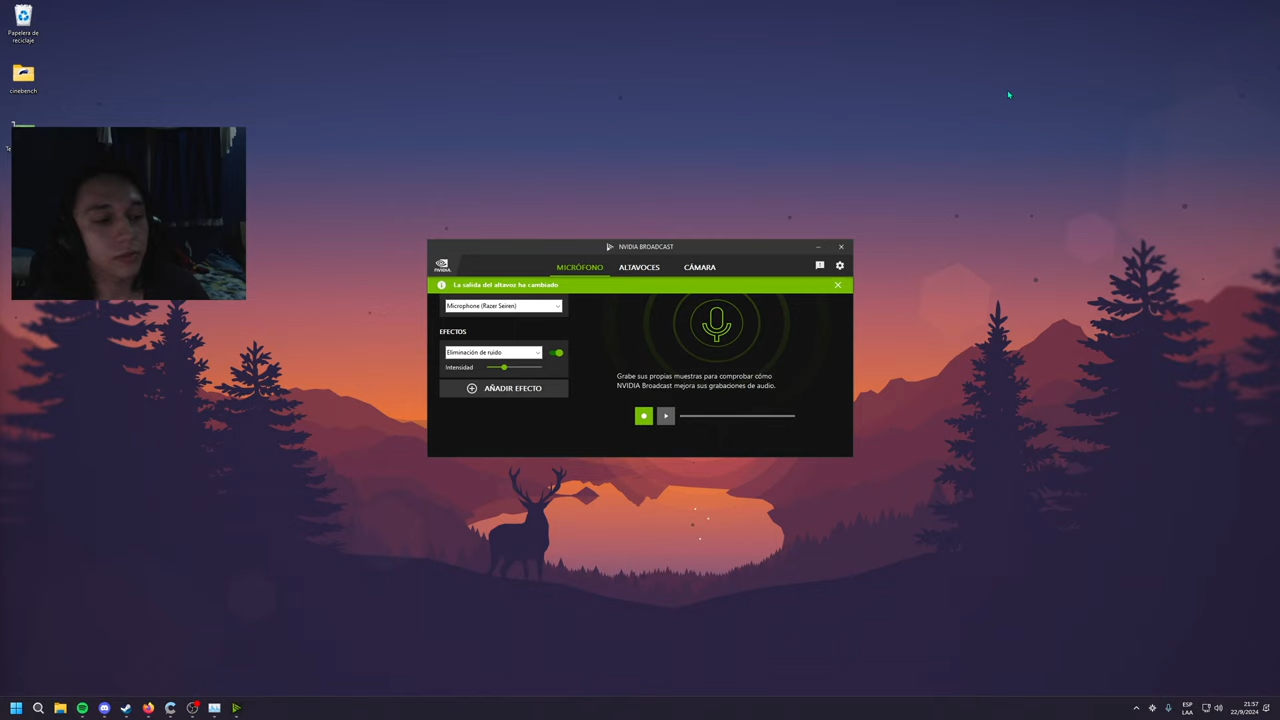 Papelera de
reciclaje
cinebench
NVIDIA BROADCAST
NVIDIA.
MICRÓFONO
ALTAVOCES
CÁMARA
La salida del altavoz ha cambiado
Microphone (Razer Seiren)
EFECTOS
Eliminación de ruido
Intensidad
AÑADIR EFECTO
Grabe sus propias muestras para comprobar cómo
NVIDIA Broadcast mejora sus grabaciones de audio.
ESP
LAA
21:57
22/9/2024